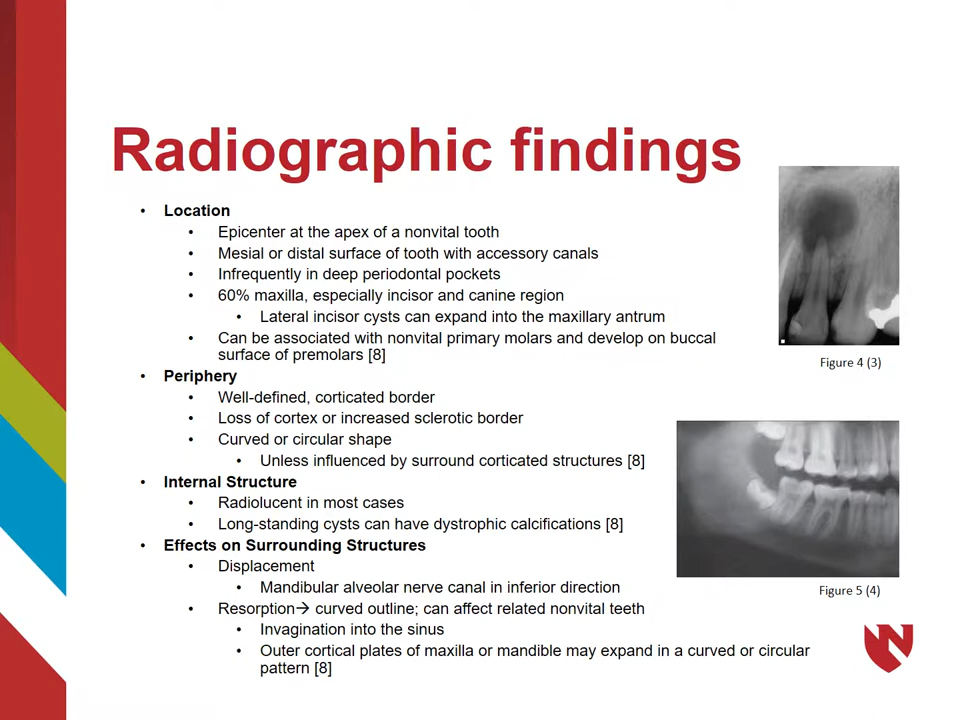 Radiographic findings
• Location
• Epicenter at the apex of a nonvital tooth
• Mesial or distal surface of tooth with accessory canals
• Infrequently in deep periodontal pockets
• 60% maxilla, especially incisor and canine region
• Lateral incisor cysts can expand into the maxillary antrum
• Can be associated with nonvital primary molars and develop on buccal
surface of premolars [8]
• Periphery
• Well-defined, corticated border
• Loss of cortex or increased sclerotic border
• Curved or circular shape
• Unless influenced by surround corticated structures [8]
• Internal Structure
• Radiolucent in most cases
• Long-standing cysts can have dystrophic calcifications [8]
• Effects on Surrounding Structures
• Displacement
• Mandibular alveolar nerve canal in inferior direction
• Resorption→ curved outline; can affect related nonvital teeth
• Invagination into the sinus
• Outer cortical plates of maxilla or mandible may expand in a curved or circular
pattern [8]
Figure 4 (3)
Figure 5 (4)
N